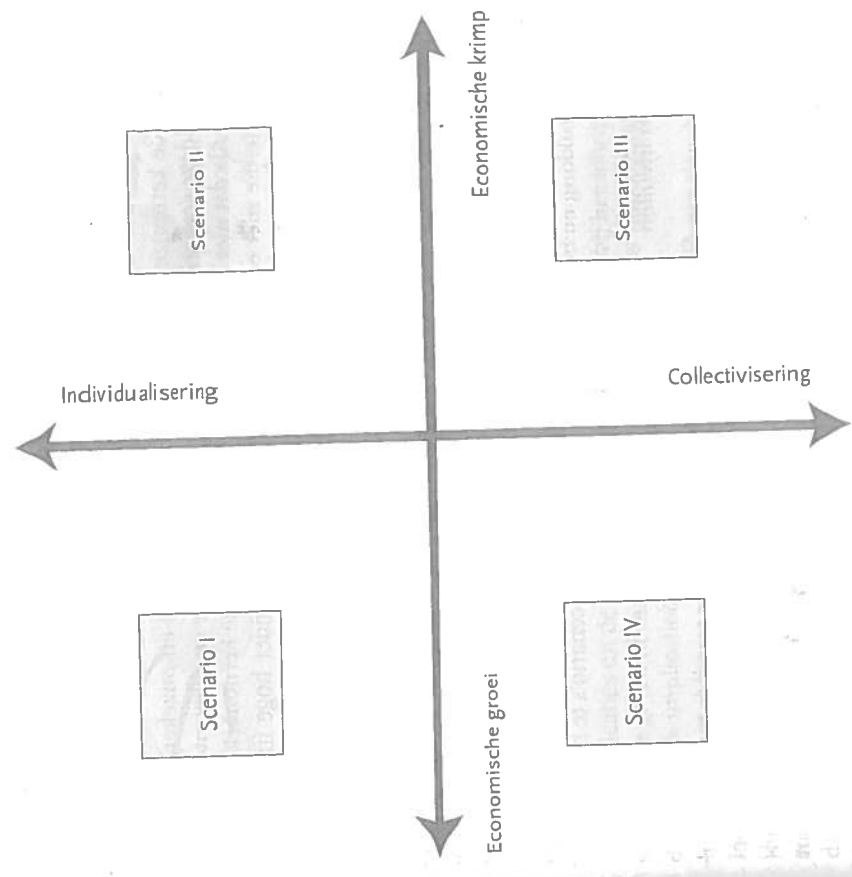 Economische krimp
Scenario II
Scenario III
Individualisering
Collectivisering
Scenario I
Scenario IV
Economische groei